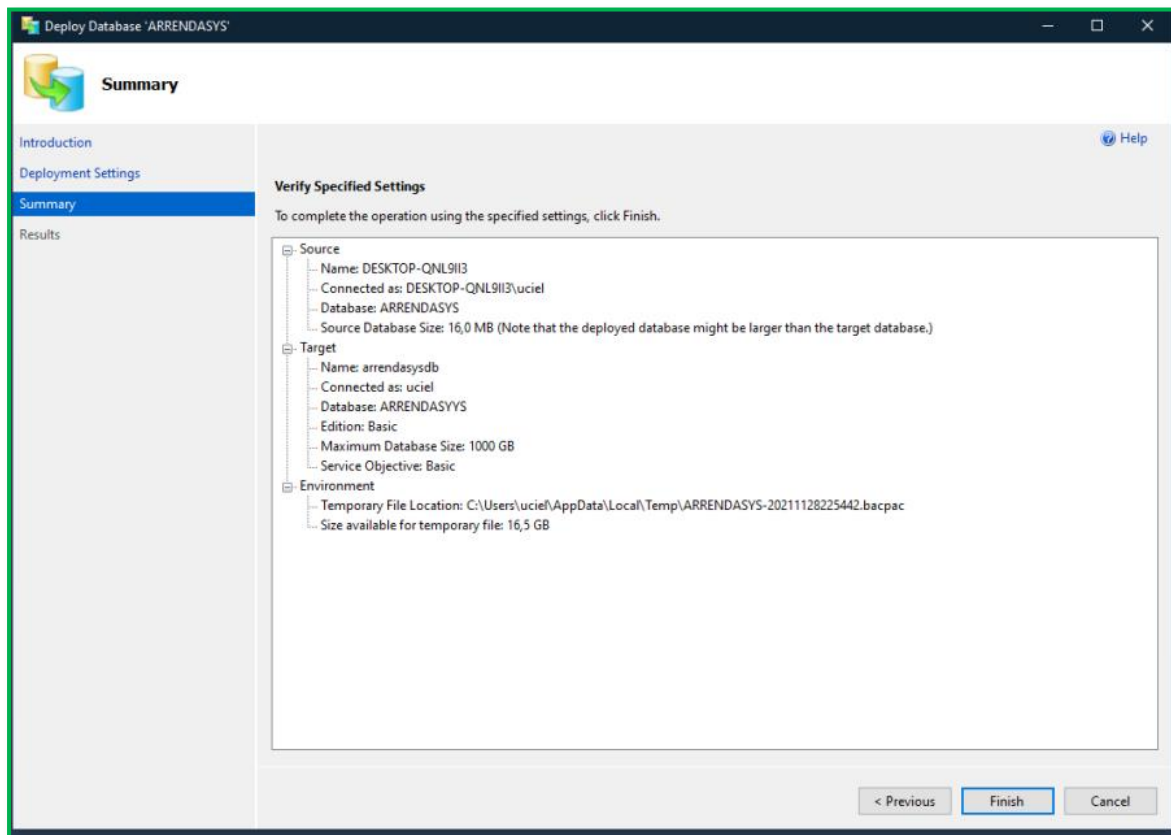 Deploy Database 'ARRENDASYS'
Summary
Help
Introduction
Deployment Settings
Summary
Results
Verify Specified Settings
To complete the operation using the specified settings, click Finish.
Source
Name: DESKTOP-QNL9II3
Connected as: DESKTOP-QNL9II3\uciel
Database: ARRENDASYS
Source Database Size: 16,0 MB (Note that the deployed database might be larger than the target database.)
Target
Name: arrendasysdb
Connected as: uciel
Database: ARRENDASYYS
Edition: Basic
Maximum Database Size: 1000 GB
Service Objective: Basic
Environment
Temporary File Location: C:\Users\uciel\AppData\Local\Temp\ARRENDASYS-20211128225442.bacpac
Size available for temporary file: 16,5 GB
< Previous
Finish
Cancel